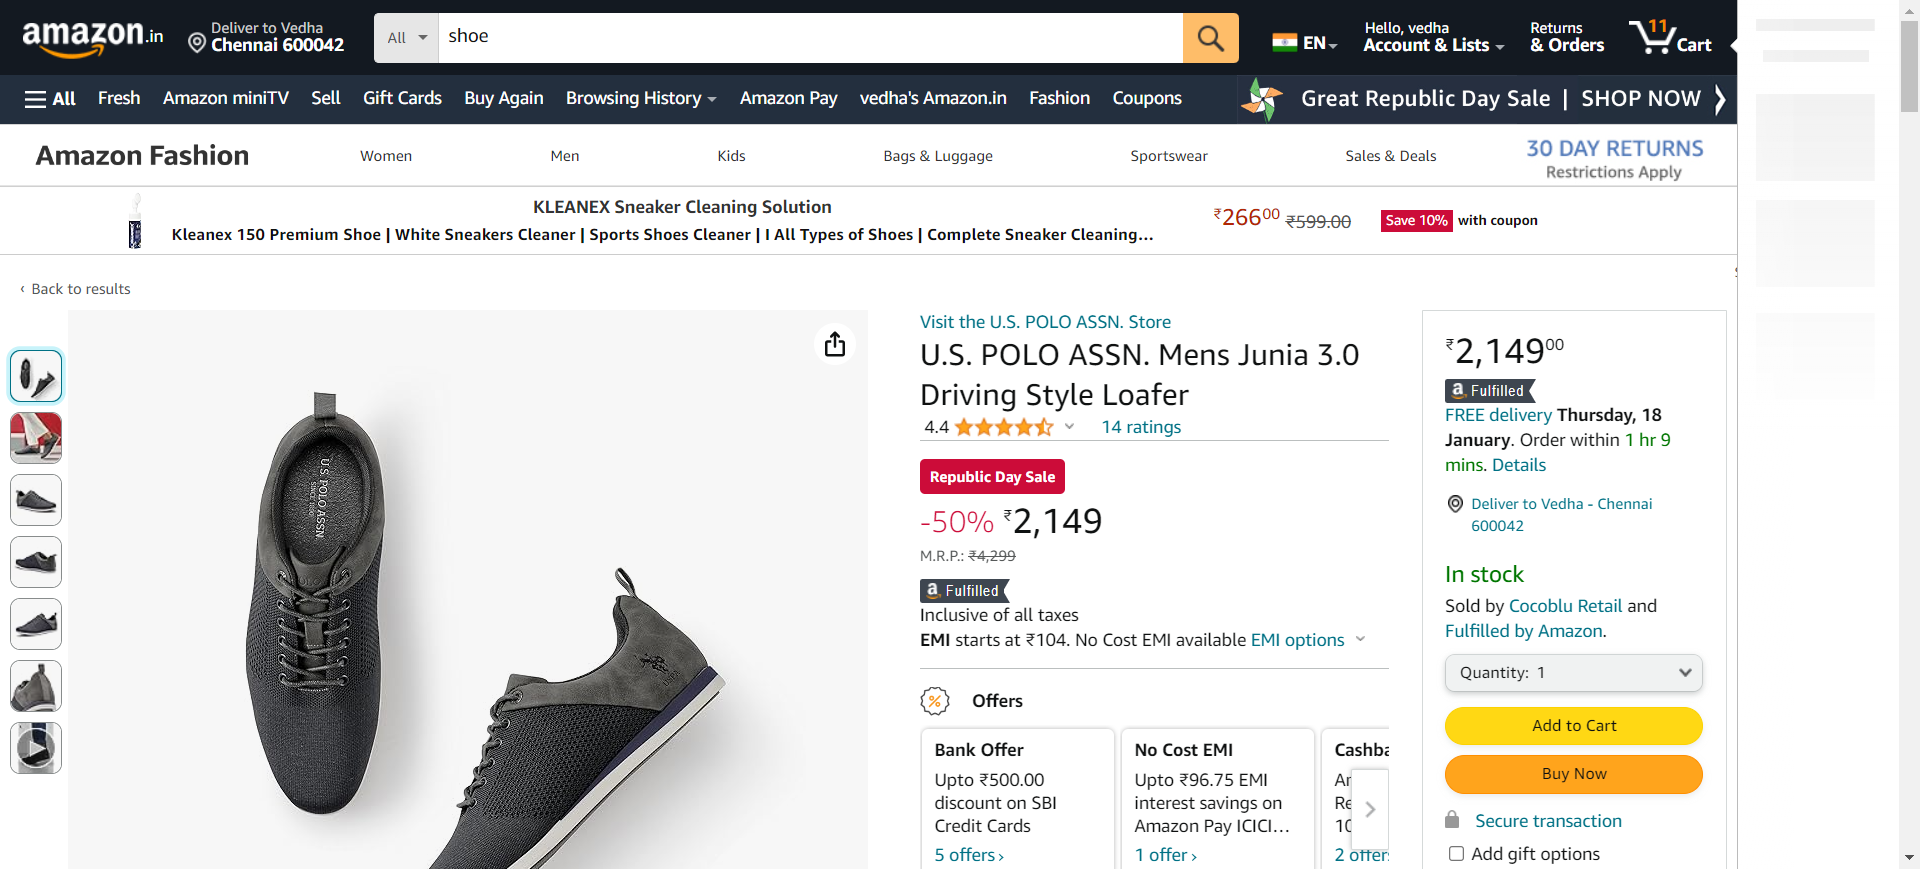 amazon.in
Deliver to Vedha
Chennai 600042
All
shoe
EN
Hello, vedha
Account & Lists
Returns
& Orders
11
Cart
All
Fresh
Amazon miniTV
Sell
Gift Cards
Buy Again
Browsing History
Amazon Pay
vedha's Amazon.in
Fashion
Coupons
Great Republic Day Sale | SHOP NOW
Amazon Fashion
Women
Men
Kids
Bags & Luggage
Sportswear
Sales & Deals
30 DAY RETURNS
Restrictions Apply
KLEANEX Sneaker Cleaning Solution
Kleanex 150 Premium Shoe | White Sneakers Cleaner | Sports Shoes Cleaner | I All Types of Shoes | Complete Sneaker Cleaning...
₹26600 ₹599.00
Save 10% with coupon
‹ Back to results
U.S. POLO ASSN.
Visit the U.S. POLO ASSN. Store
U.S. POLO ASSN. Mens Junia 3.0
Driving Style Loafer
4.4
14 ratings
Republic Day Sale
-50% ₹2,149
M.R.P.: ₹4,299
a Fulfilled
Inclusive of all taxes
EMI starts at ₹104. No Cost EMI available EMI options
Offers
Bank Offer
Upto ₹500.00
discount on SBI
Credit Cards
5 offers ›
No Cost EMI
Upto ₹96.75 EMI
interest savings on
Amazon Pay ICICI...
1 offer ›
Cashba
2 offers
₹2,14900
a Fulfilled
FREE delivery Thursday, 18
January. Order within 1 hr 9
mins. Details
Deliver to Vedha - Chennai
600042
In stock
Sold by Cocoblu Retail and
Fulfilled by Amazon.
Quantity: 1
Add to Cart
Buy Now
Secure transaction
Add gift options